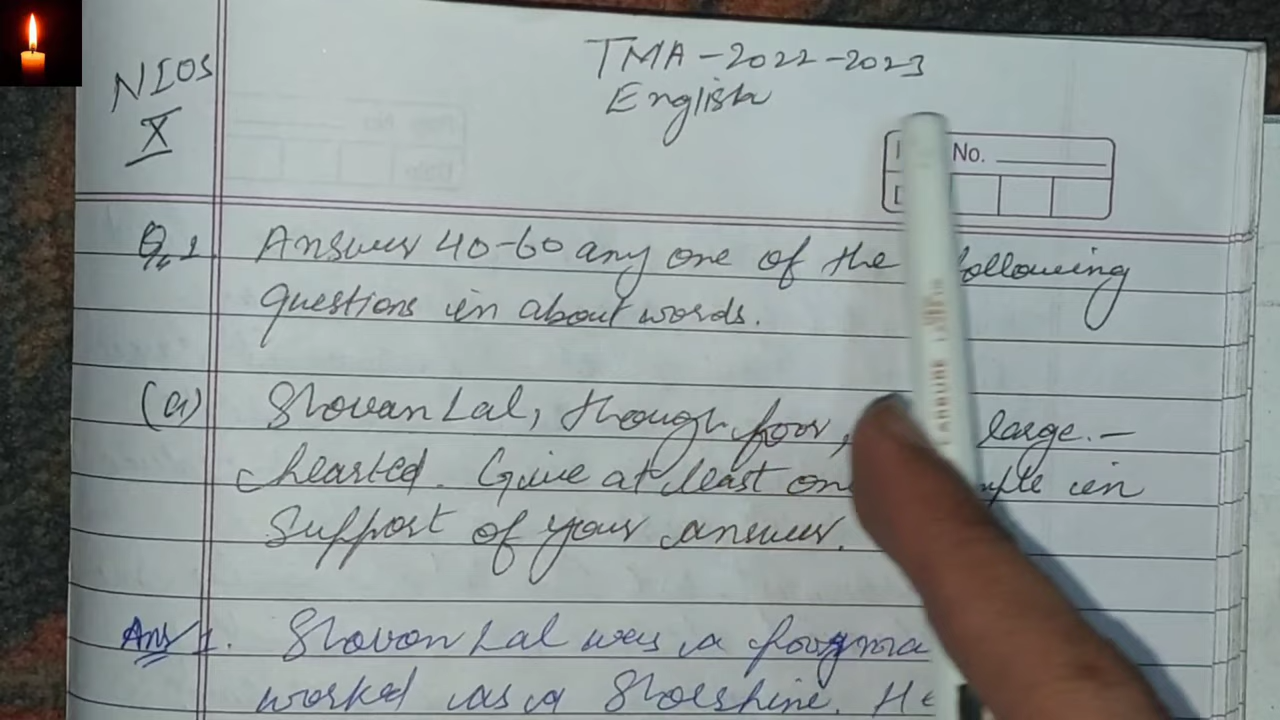 NIOS
X
TMA-2022-2023
English
No.
Q.1. Answer 40-60 any one of the following
questions in about words.
(a) Shovan Lal, though poor, large-
hearted. Give at least in
Support of your answer.
Ans 1. Shovon Lal was a
worked as a Shoeshine. He